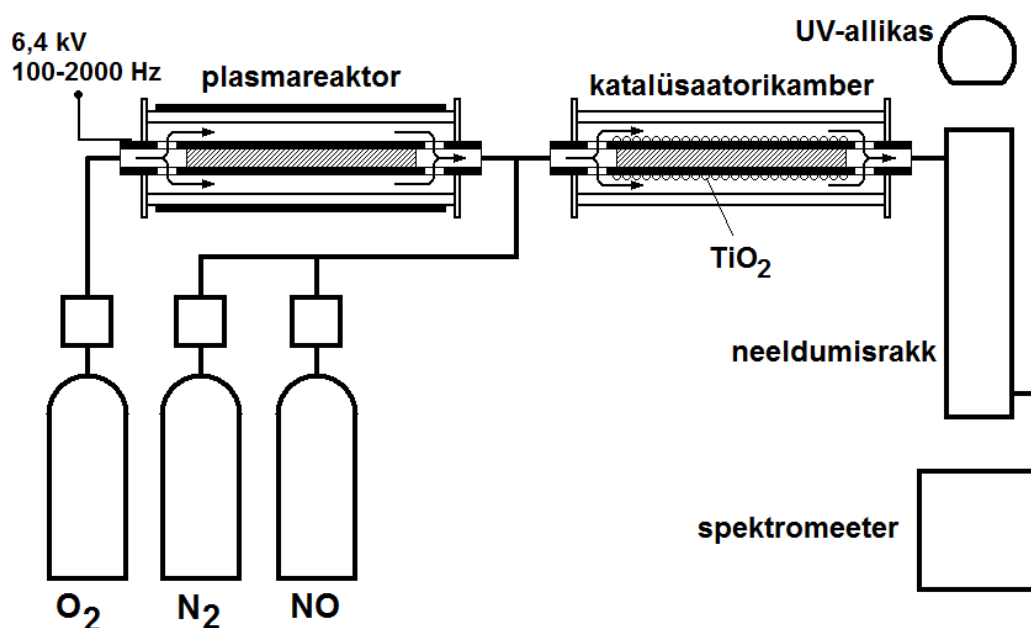 6,4 kV
100-2000 Hz
plasmareaktor
katalüsaatorikamber
UV-allikas
TiO₂
neeldumisrakk
spektromeeter
O₂
N₂
NO